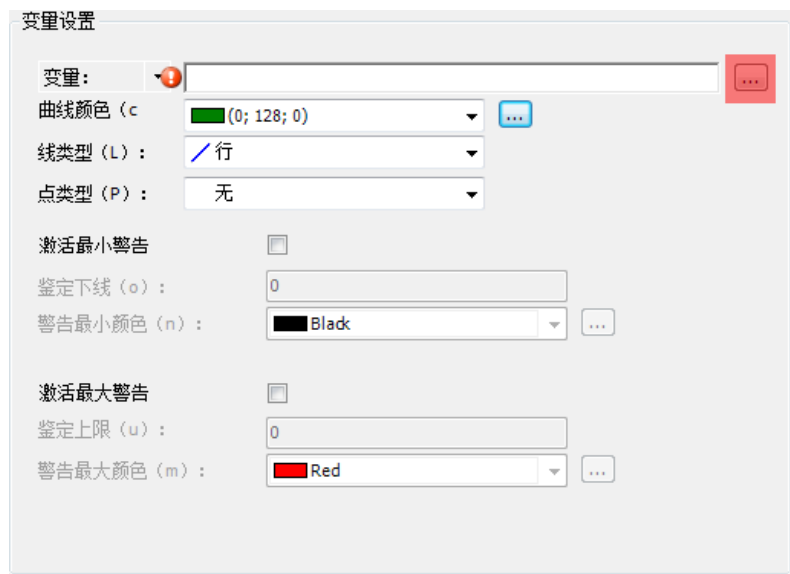 变量设置
变量: ...
曲线颜色（c (0; 128; 0) ...
线类型（L）: 行
点类型（P）: 无
激活最小警告
鉴定下线（o）: 0
警告最小颜色（n）: Black ...
激活最大警告
鉴定上限（u）: 0
警告最大颜色（m）: Red ...